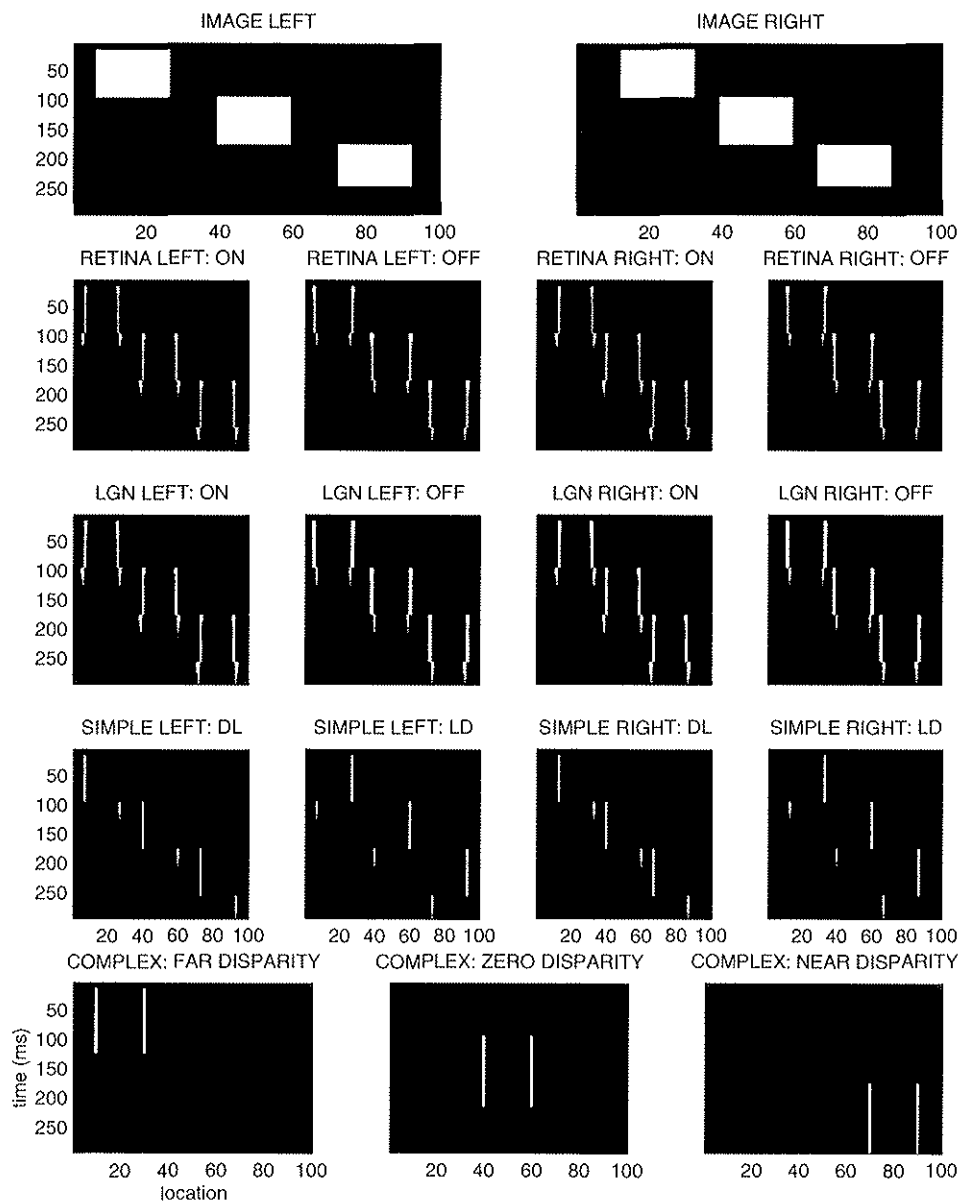 IMAGE LEFT IMAGE RIGHT
50
100
150
200
250
20 40 60 80 100 20 40 60 80 100
RETINA LEFT: ON RETINA LEFT: OFF RETINA RIGHT: ON RETINA RIGHT: OFF
50
100
150
200
250
LGN LEFT: ON LGN LEFT: OFF LGN RIGHT: ON LGN RIGHT: OFF
50
100
150
200
250
SIMPLE LEFT: DL SIMPLE LEFT: LD SIMPLE RIGHT: DL SIMPLE RIGHT: LD
50
100
150
200
250
20 40 60 80 100 20 40 60 80 100 20 40 60 80 100 20 40 60 80 100
COMPLEX: FAR DISPARITY COMPLEX: ZERO DISPARITY COMPLEX: NEAR DISPARITY
50
100
150
200
250
time (ms)
20 40 60 80 100 20 40 60 80 100 20 40 60 80 100
location